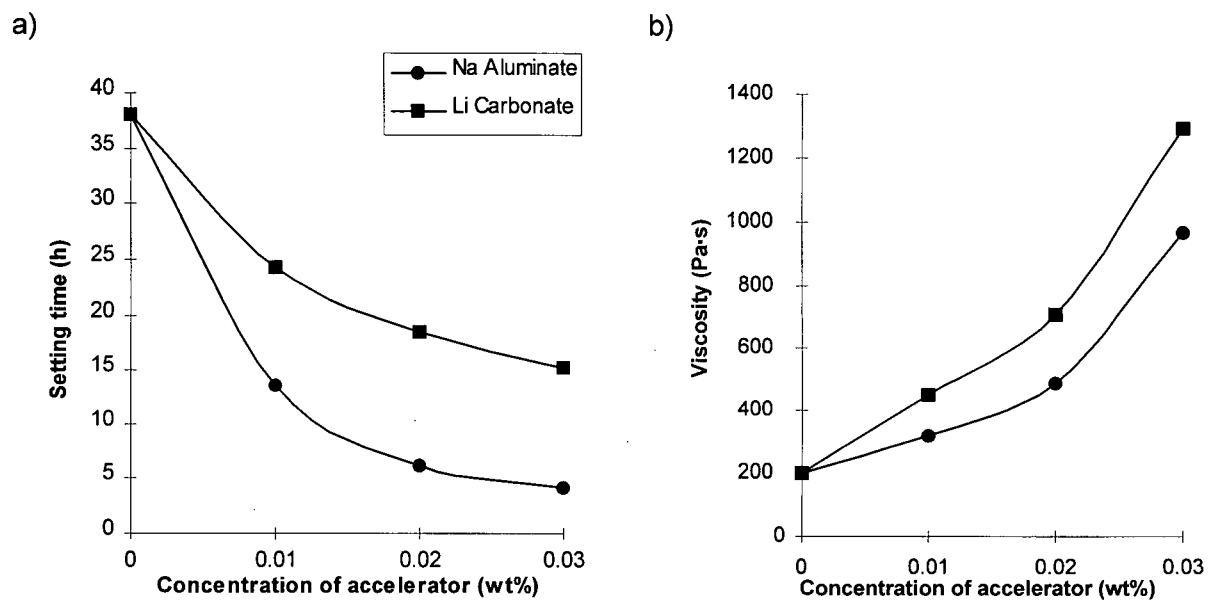 a)
Na Aluminate
Li Carbonate
40
35
30
25
20
15
10
5
0
Setting time (h)
0 0.01 0.02 0.03
Concentration of accelerator (wt%)
b)
1400
1200
1000
800
600
400
200
0
Viscosity (Pa·s)
0 0.01 0.02 0.03
Concentration of accelerator (wt%)